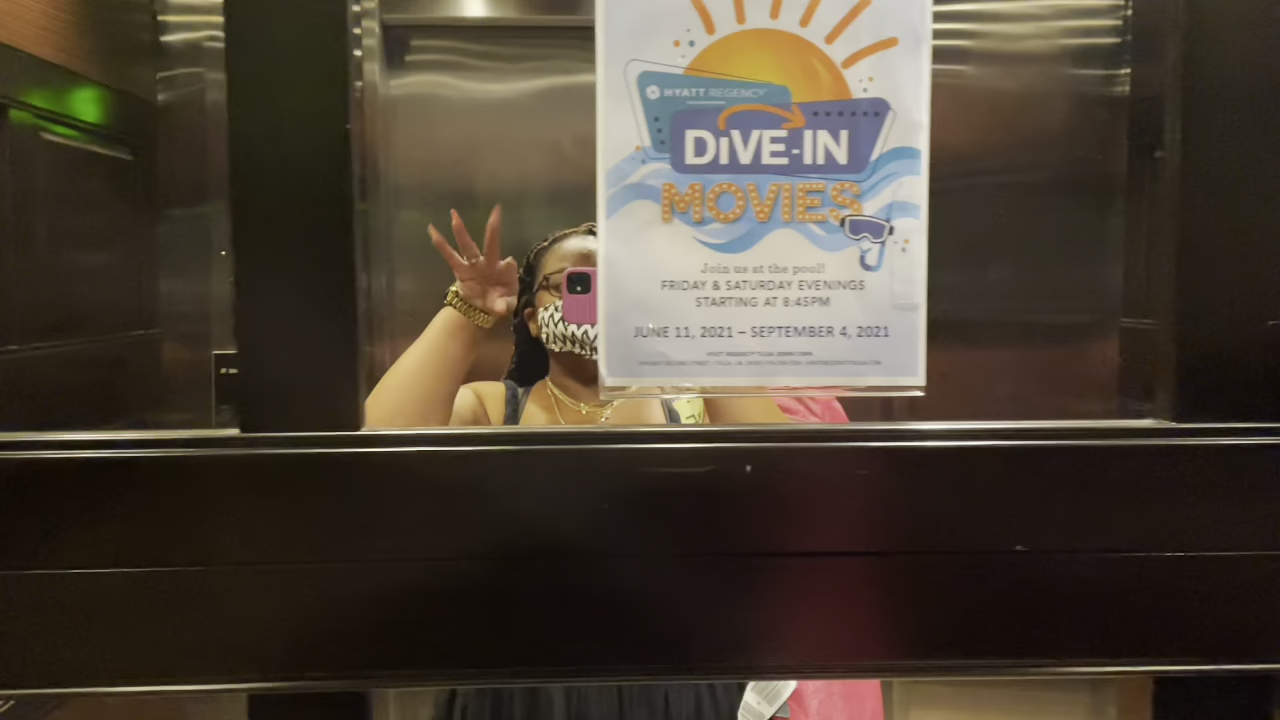 HYATT REGENCY
DiVE-IN
MOVIES
Join us at the pool!
FRIDAY & SATURDAY EVENINGS
STARTING AT 8:45PM
JUNE 11, 2021 – SEPTEMBER 4, 2021